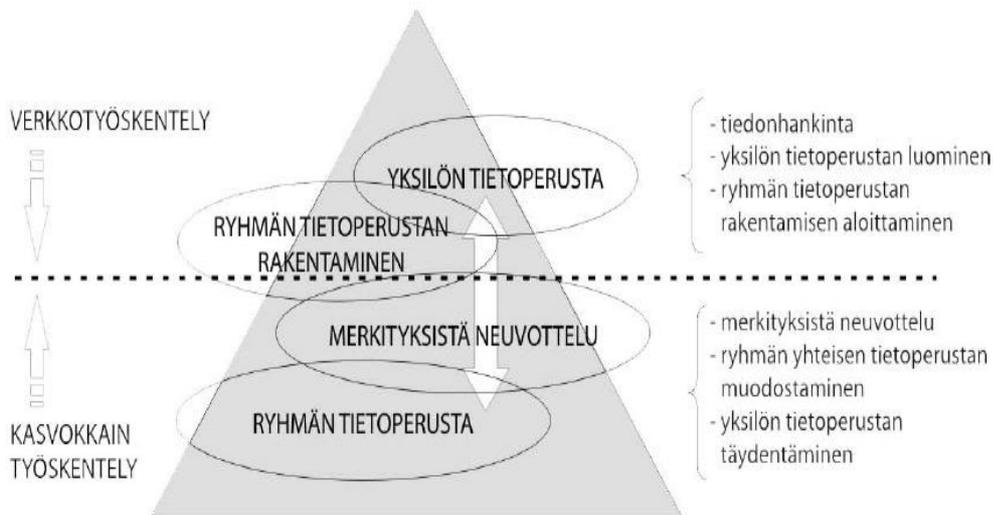 VERKKOTYÖSKENTELY
YKSILÖN TIETOPERUSTA
RYHMÄN TIETOPERUSTAN
RAKENTAMINEN
- tiedonhankinta
- yksilön tietoperustan luominen
- ryhmän tietoperustan
rakentamisen aloittaminen
MERKITYKSISTÄ NEUVOTTELU
RYHMÄN TIETOPERUSTA
KASVOKKAIN
TYÖSKENTELY
- merkityksistä neuvottelu
- ryhmän yhteisen tietoperustan
muodostaminen
- yksilön tietoperustan
täydentäminen